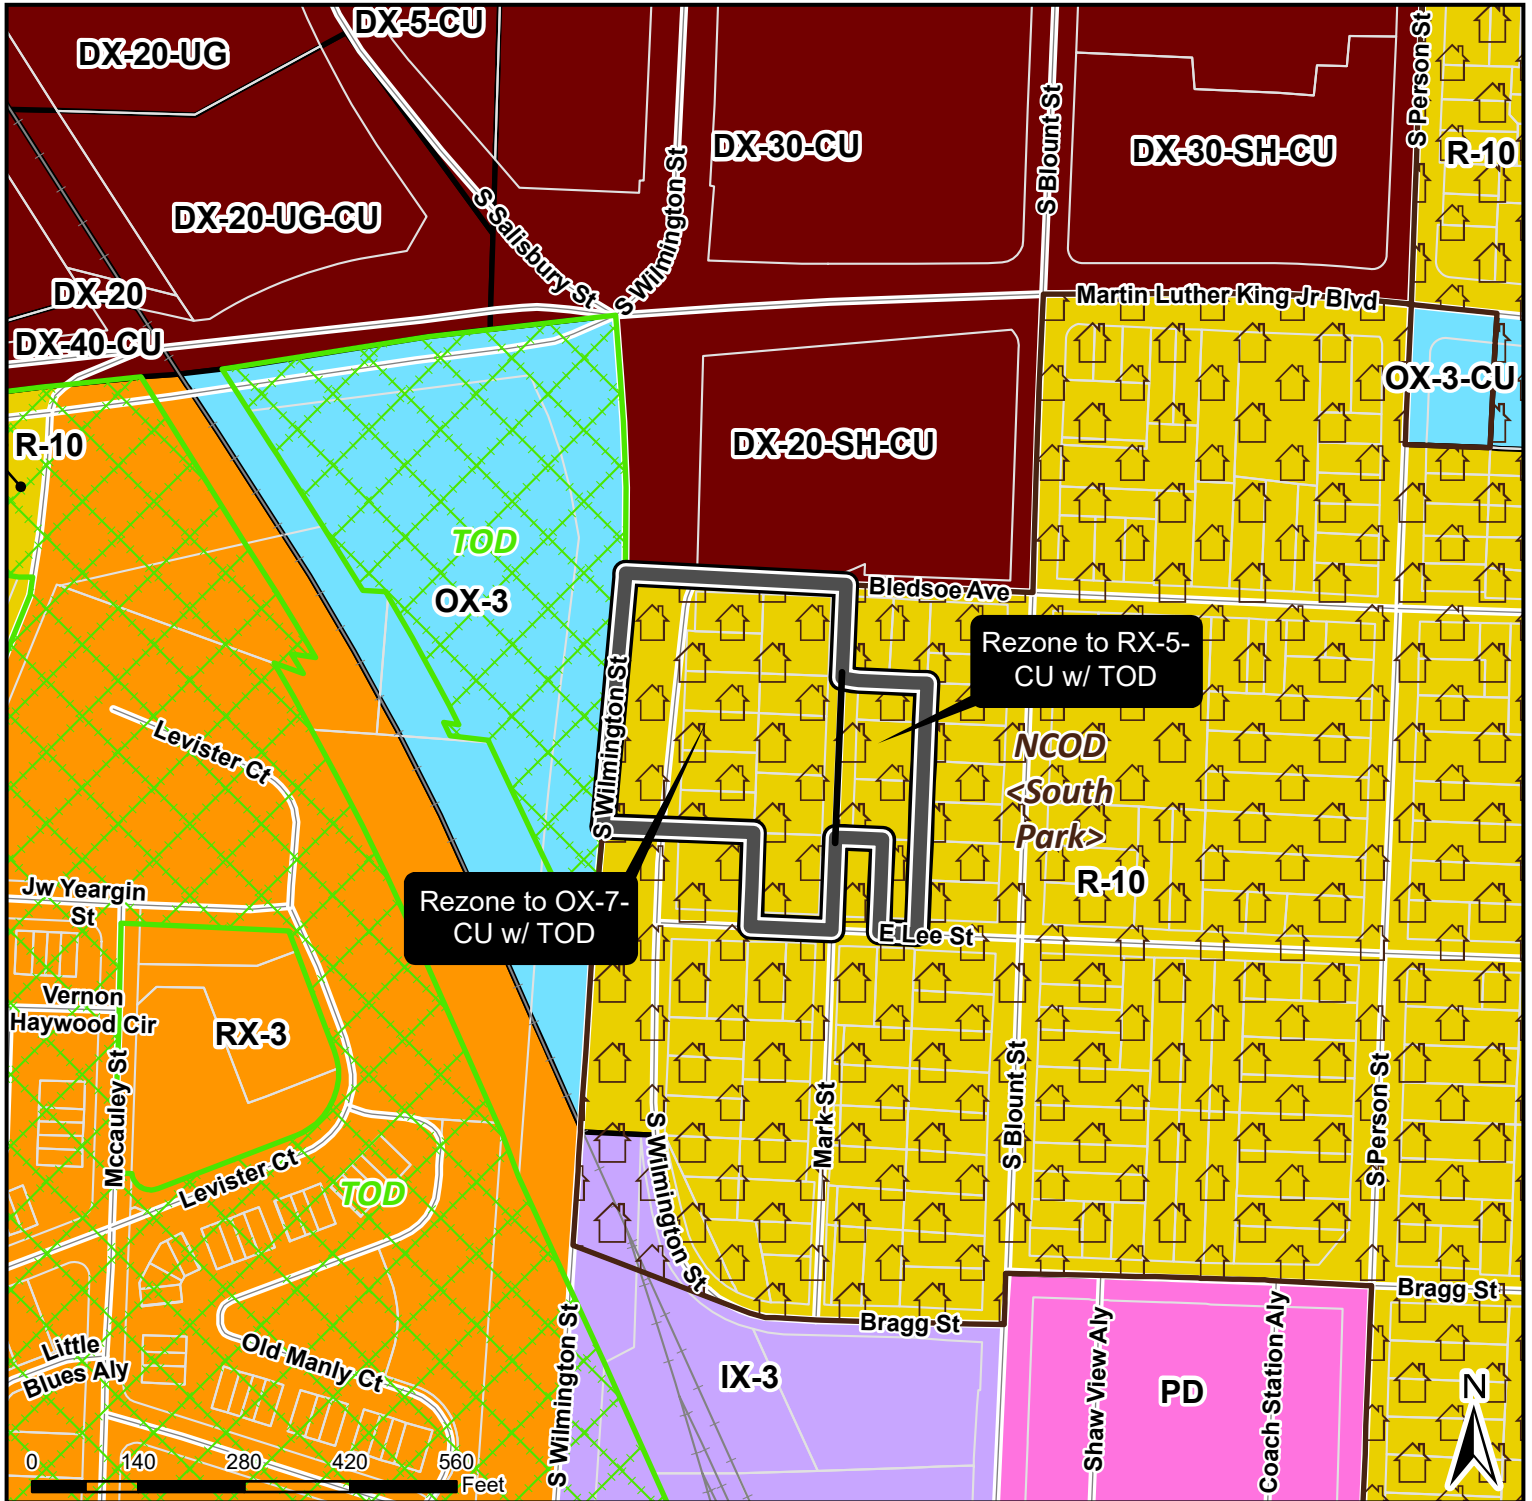 DX-5-CU
DX-20-UG
S Person St
S Blount St
DX-30-CU
DX-30-SH-CU
R-10
S Wilmington St
DX-20-UG-CU
S Salisbury St
DX-20
S Wilmington St
Martin Luther King Jr Blvd
DX-40-CU
OX-3-CU
R-10
DX-20-SH-CU
TOD
OX-3
Bledsoe Ave
Rezone to RX-5-
CU w/ TOD
S Wilmington St
Levister Ct
NCOD
<South
Park>
R-10
Jw Yeargin
St
Rezone to OX-7-
CU w/ TOD
E Lee St
Vernon
Haywood Cir
RX-3
Mccauley St
S Blount St
S Person St
Mark St
S Wilmington St
Levister Ct
TOD
Bragg St
Bragg St
Little
Blues Aly
Old Manly Ct
S Wilmington St
IX-3
Shaw View Aly
PD
Coach Station Aly
N
0 140 280 420 560
Feet